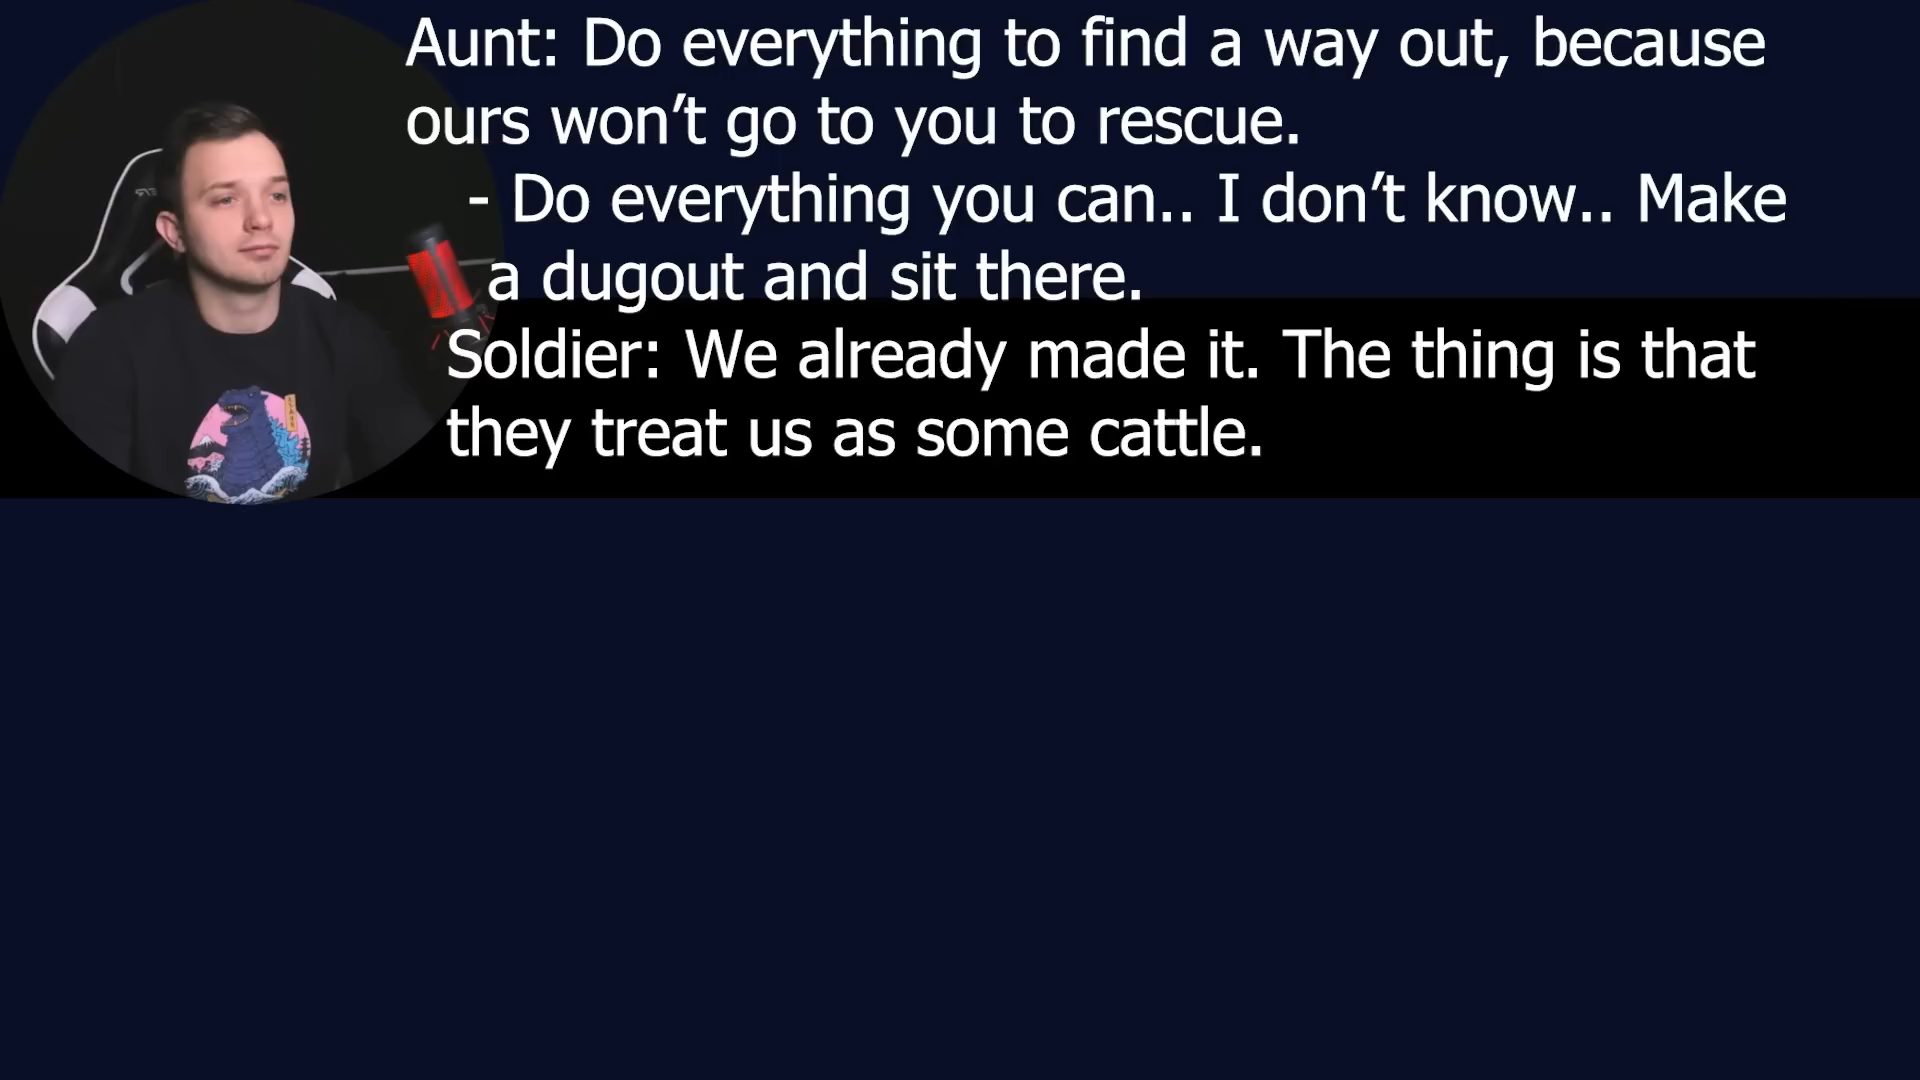 Aunt: Do everything to find a way out, because
ours won’t go to you to rescue.
- Do everything you can.. I don’t know.. Make
a dugout and sit there.
Soldier: We already made it. The thing is that
they treat us as some cattle.